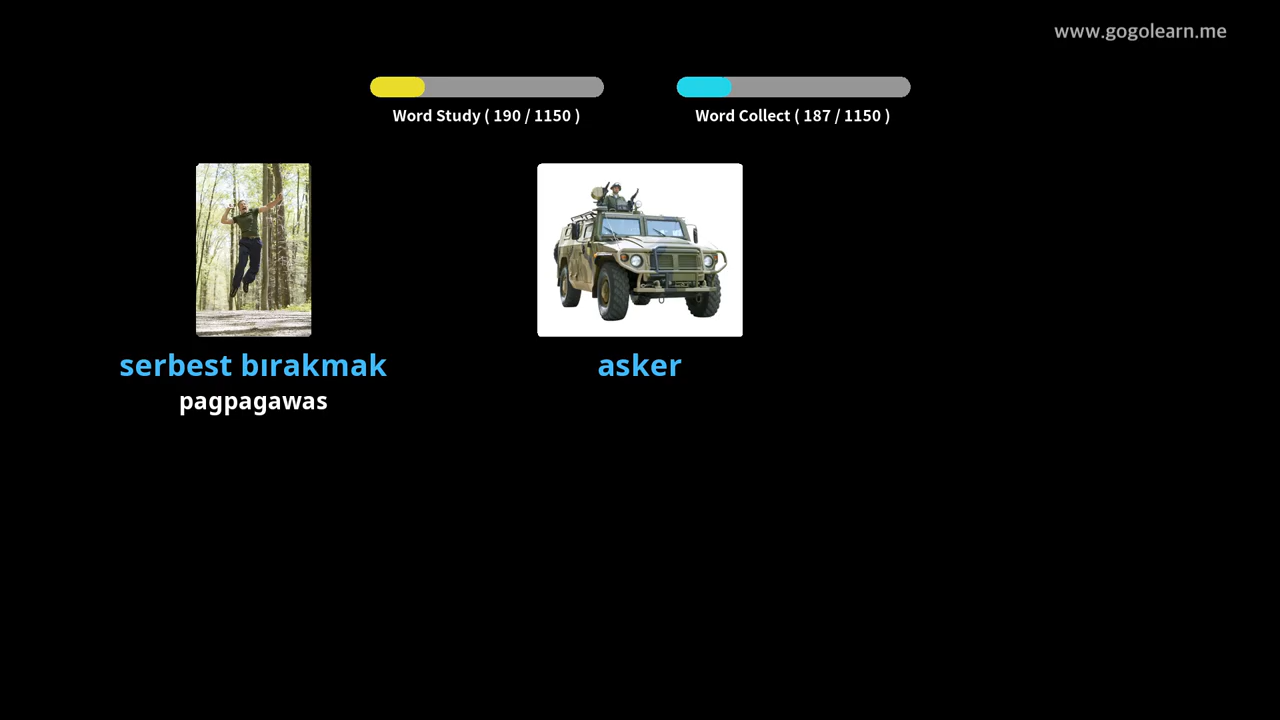 www.gogolearn.me
Word Study ( 190 / 1150 )
Word Collect ( 187 / 1150 )
serbest bırakmak
pagpagawas
asker